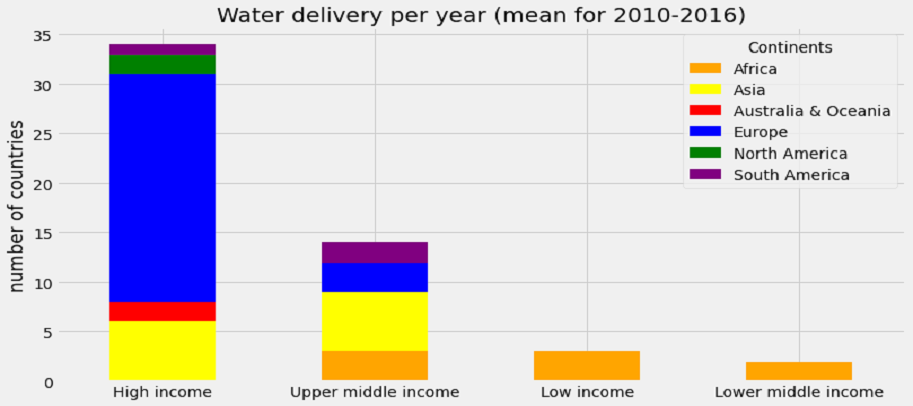 Water delivery per year (mean for 2010-2016)
number of countries
35
30
25
20
15
10
5
0
Continents
Africa
Asia
Australia & Oceania
Europe
North America
South America
High income
Upper middle income
Low income
Lower middle income